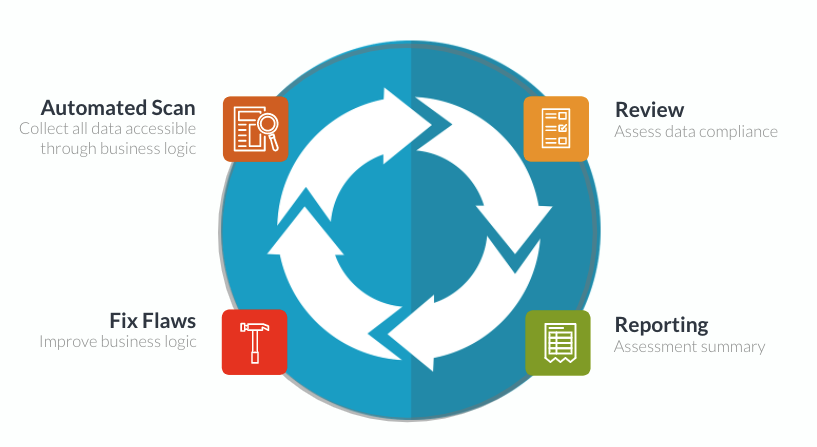 Automated Scan
Collect all data accessible
through business logic
Review
Assess data compliance
Fix Flaws
Improve business logic
Reporting
Assessment summary